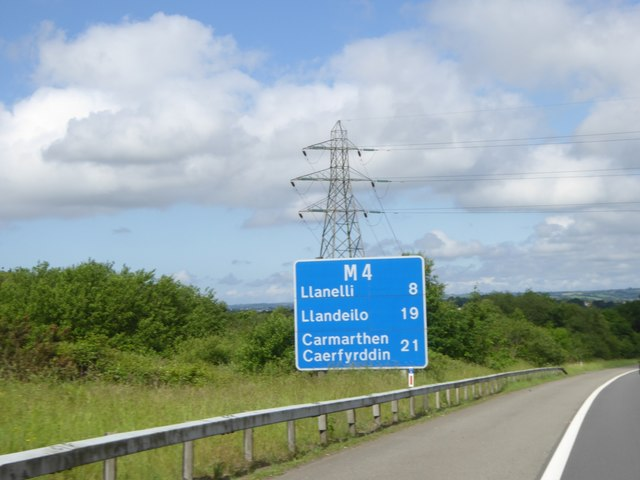 M4
Llanelli 8
Llandeilo 19
Carmarthen
Caerfyrddin 21